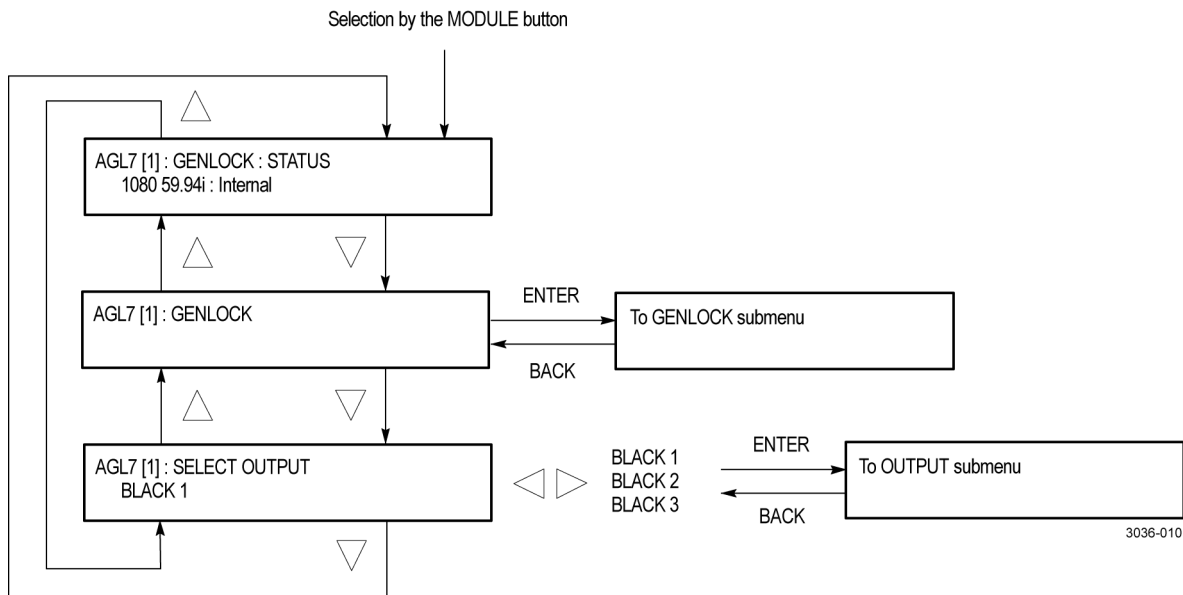 Selection by the MODULE button
AGL7 [1] : GENLOCK : STATUS
1080 59.94i : Internal
AGL7 [1] : GENLOCK
ENTER
To GENLOCK submenu
BACK
AGL7 [1] : SELECT OUTPUT
BLACK 1
BLACK 1
BLACK 2
BLACK 3
ENTER
To OUTPUT submenu
BACK
3036-010